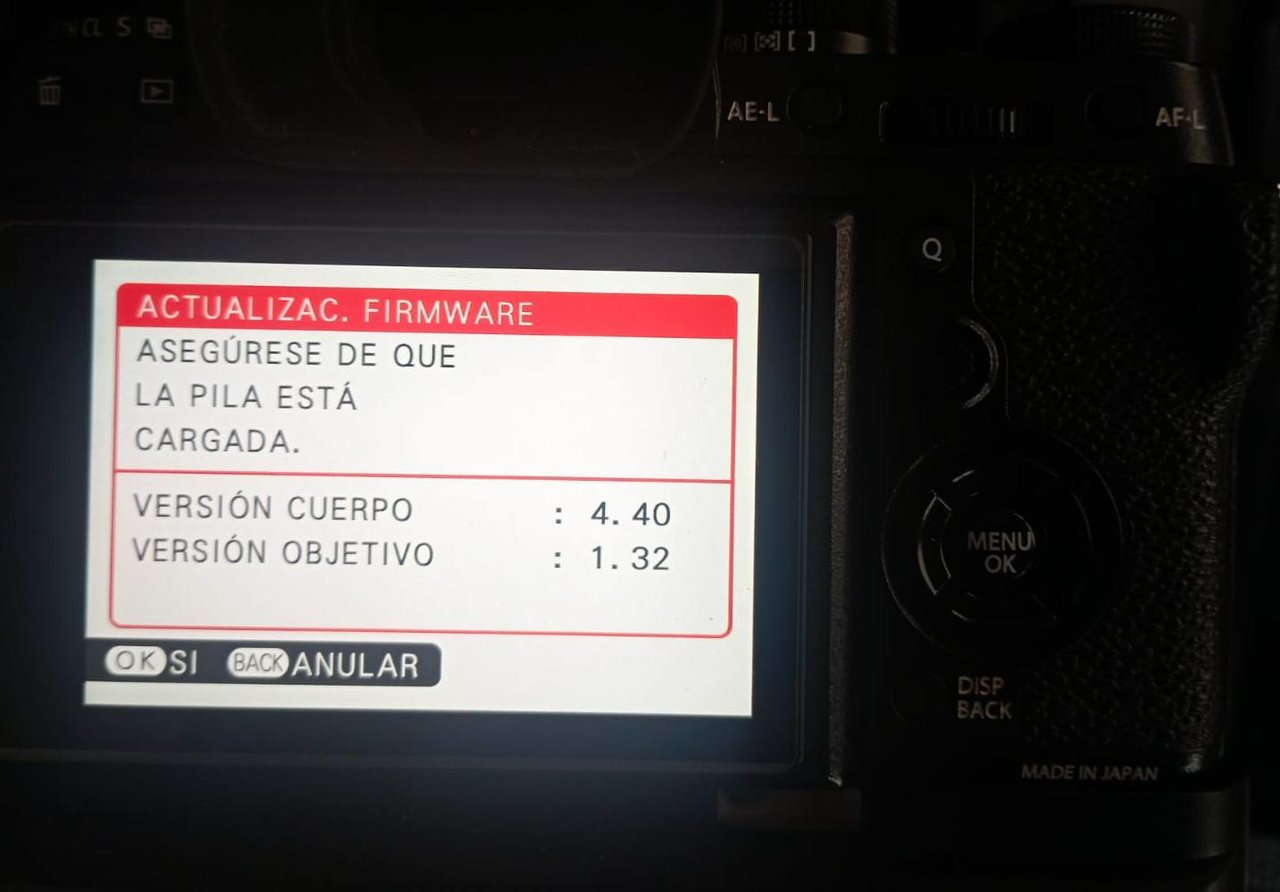 CL S
AE-L
AF-L
Q
ACTUALIZAC. FIRMWARE
ASEGÚRESE DE QUE
LA PILA ESTÁ
CARGADA.
VERSIÓN CUERPO : 4.40
VERSIÓN OBJETIVO : 1.32
OK SI BACK ANULAR
MENU
OK
DISP
BACK
MADE IN JAPAN